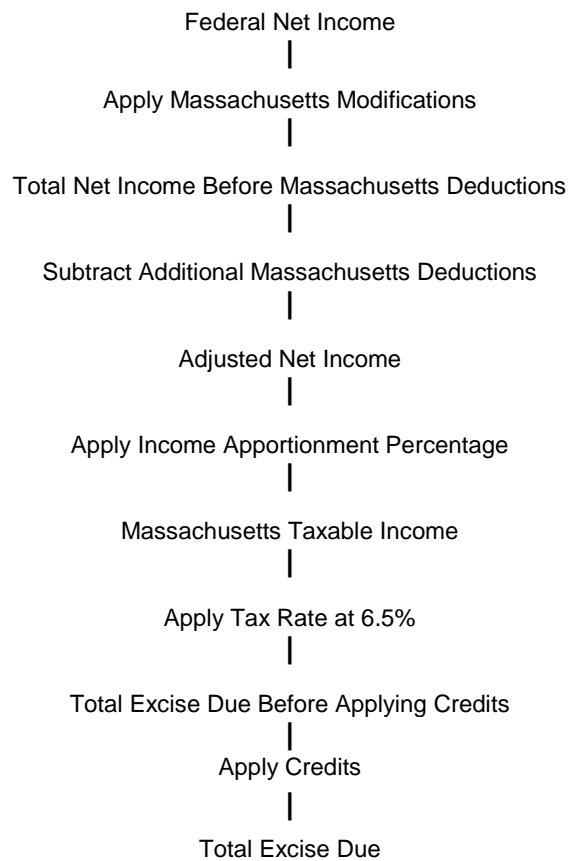 Federal Net Income
Apply Massachusetts Modifications
Total Net Income Before Massachusetts Deductions
Subtract Additional Massachusetts Deductions
Adjusted Net Income
Apply Income Apportionment Percentage
Massachusetts Taxable Income
Apply Tax Rate at 6.5%
Total Excise Due Before Applying Credits
Apply Credits
Total Excise Due